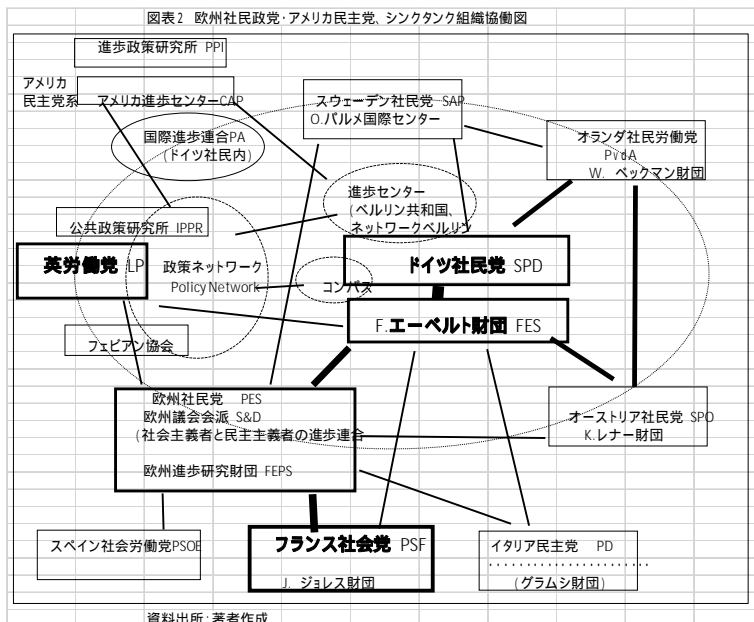 図表2 欧州社民政党・アメリカ民主党、シンクタンク組織協働図
進歩政策研究所 PPI
アメリカ
民主党系
アメリカ進歩センターCAP
スウェーデン社民党 SAP
O.パルメ国際センター
国際進歩連合PA
(ドイツ社民内)
オランダ社民労働党
PvdA
W. ベックマン財団
進歩センター
(ベルリン共和国、
ネットワークベルリン
公共政策研究所 IPPR
英労働党 LP
政策ネットワーク
Policy Network
コンパス
ドイツ社民党 SPD
F.エーベルト財団 FES
フェビアン協会
欧州社民党 PES
欧州議会会派 S&D
(社会主義者と民主主義者の進歩連合
欧州進歩研究財団 FEPS
オーストリア社民党 SPO
K.レナー財団
スペイン社会労働党PSOE
フランス社会党 PSF
J. ジョレス財団
イタリア民主党 PD
(グラムシ財団)
資料出所:著者作成